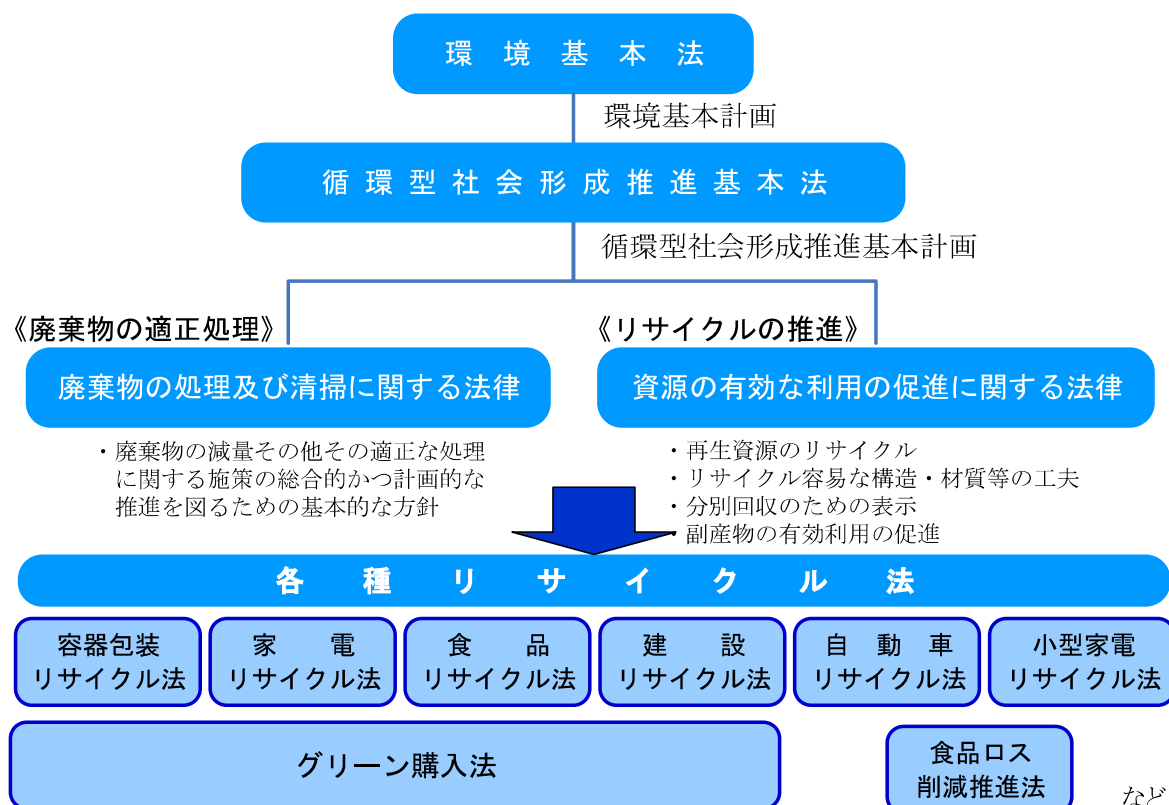 環境基本法
環境基本計画
循環型社会形成推進基本法
循環型社会形成推進基本計画
《廃棄物の適正処理》
廃棄物の処理及び清掃に関する法律
・廃棄物の減量その他その適正な処理
に関する施策の総合的かつ計画的な
推進を図るための基本的な方針
《リサイクルの推進》
資源の有効な利用の促進に関する法律
・再生資源のリサイクル
・リサイクル容易な構造・材質等の工夫
・分別回収のための表示
・副産物の有効利用の促進
各種リサイクル法
容器包装
リサイクル法
家電
リサイクル法
食品
リサイクル法
建設
リサイクル法
自動車
リサイクル法
小型家電
リサイクル法
グリーン購入法
食品ロス
削減推進法
など